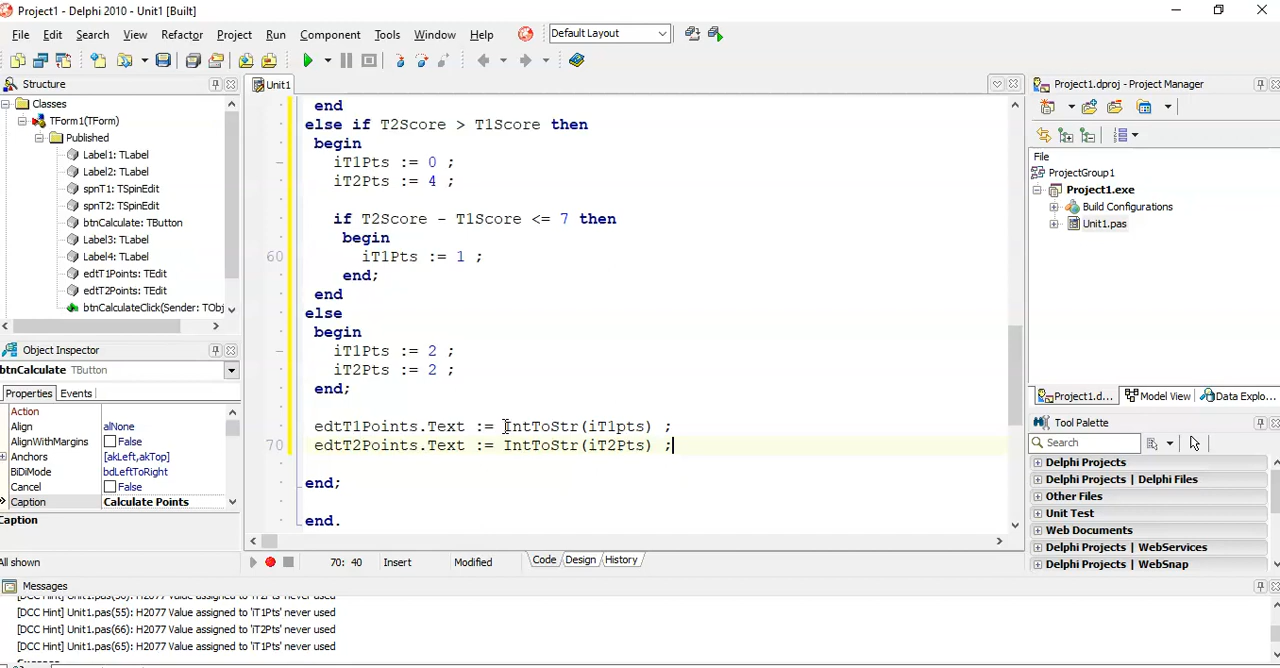 Project1 - Delphi 2010 - Unit1 [Built]
File Edit Search View Refactor Project Run Component Tools Window Help Default Layout
Structure
Classes
TForm1(TForm)
Published
Label1: TLabel
Label2: TLabel
spnT1: TSpinEdit
spnT2: TSpinEdit
btnCalculate: TButton
Label3: TLabel
Label4: TLabel
edtT1Points: TEdit
edtT2Points: TEdit
btnCalculateClick(Sender: TObj
Object Inspector
btnCalculate TButton
Properties Events
Action
Align alNone
AlignWithMargins False
Anchors [akLeft,akTop]
BiDiMode bdLeftToRight
Cancel False
Caption Calculate Points
Caption
All shown
Unit1
end
else if T2Score > T1Score then
begin
iT1Pts := 0 ;
iT2Pts := 4 ;
if T2Score - T1Score <= 7 then
begin
60 iT1Pts := 1 ;
end;
end
else
begin
iT1Pts := 2 ;
iT2Pts := 2 ;
end;
edtT1Points.Text := IntToStr(iT1pts) ;
70 edtT2Points.Text := IntToStr(iT2Pts) ;
end;
end.
70: 40 Insert Modified Code Design History
Project1.dproj - Project Manager
File
ProjectGroup1
Project1.exe
Build Configurations
Unit1.pas
Project1.d... Model View Data Explo...
Tool Palette
Search
Delphi Projects
Delphi Projects | Delphi Files
Other Files
Unit Test
Web Documents
Delphi Projects | WebServices
Delphi Projects | WebSnap
Messages
[DCC Hint] Unit1.pas(55): H2077 Value assigned to 'iT1Pts' never used
[DCC Hint] Unit1.pas(66): H2077 Value assigned to 'iT2Pts' never used
[DCC Hint] Unit1.pas(65): H2077 Value assigned to 'iT1Pts' never used